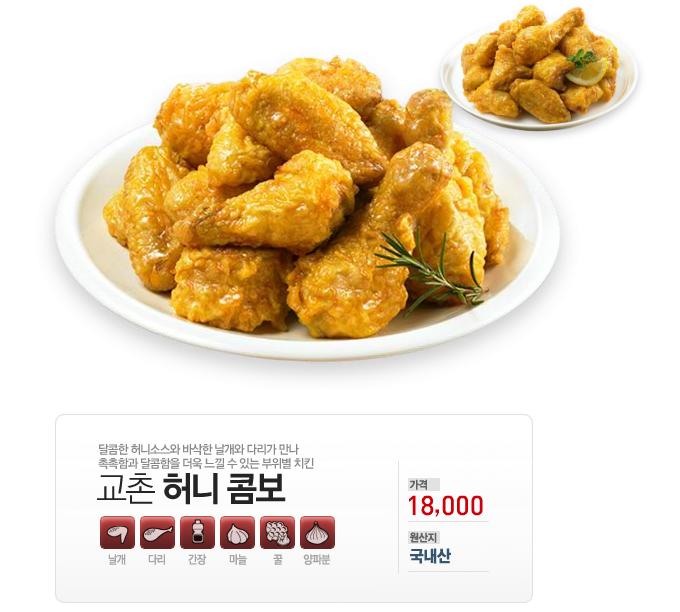 달콤한 허니소스와 바삭한 날개와 다리가 만나
촉촉함과 달콤함을 더욱 느낄 수 있는 부위별 치킨
교촌 허니 콤보
날개 다리 간장 마늘 꿀 양파분
가격
18,000
원산지
국내산